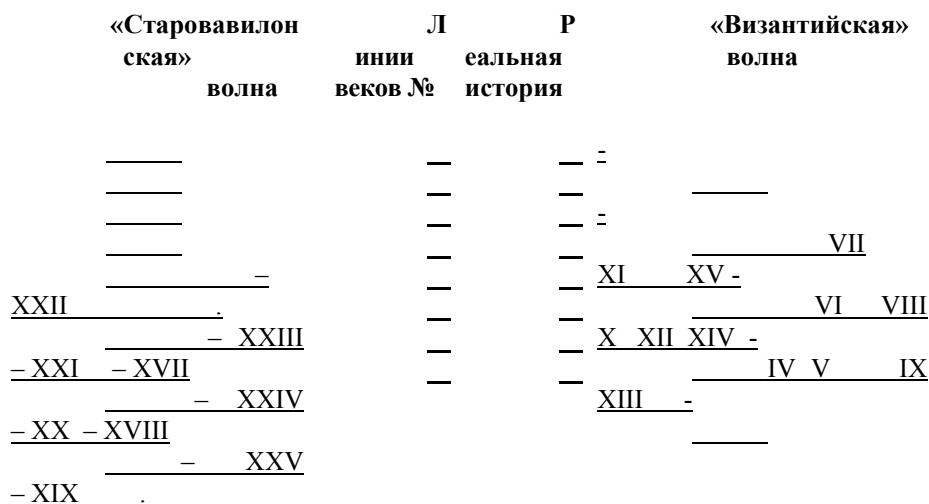 «Старовавилон Л Р «Византийская»
ская» инии еальная волна
волна веков № история
-
-
VII
– XI XV -
XXII . VI VIII
– XXIII X XII XIV -
– XXI – XVII IV V IX
– XXIV XIII -
– XX – XVIII
– XXV
– XIX .